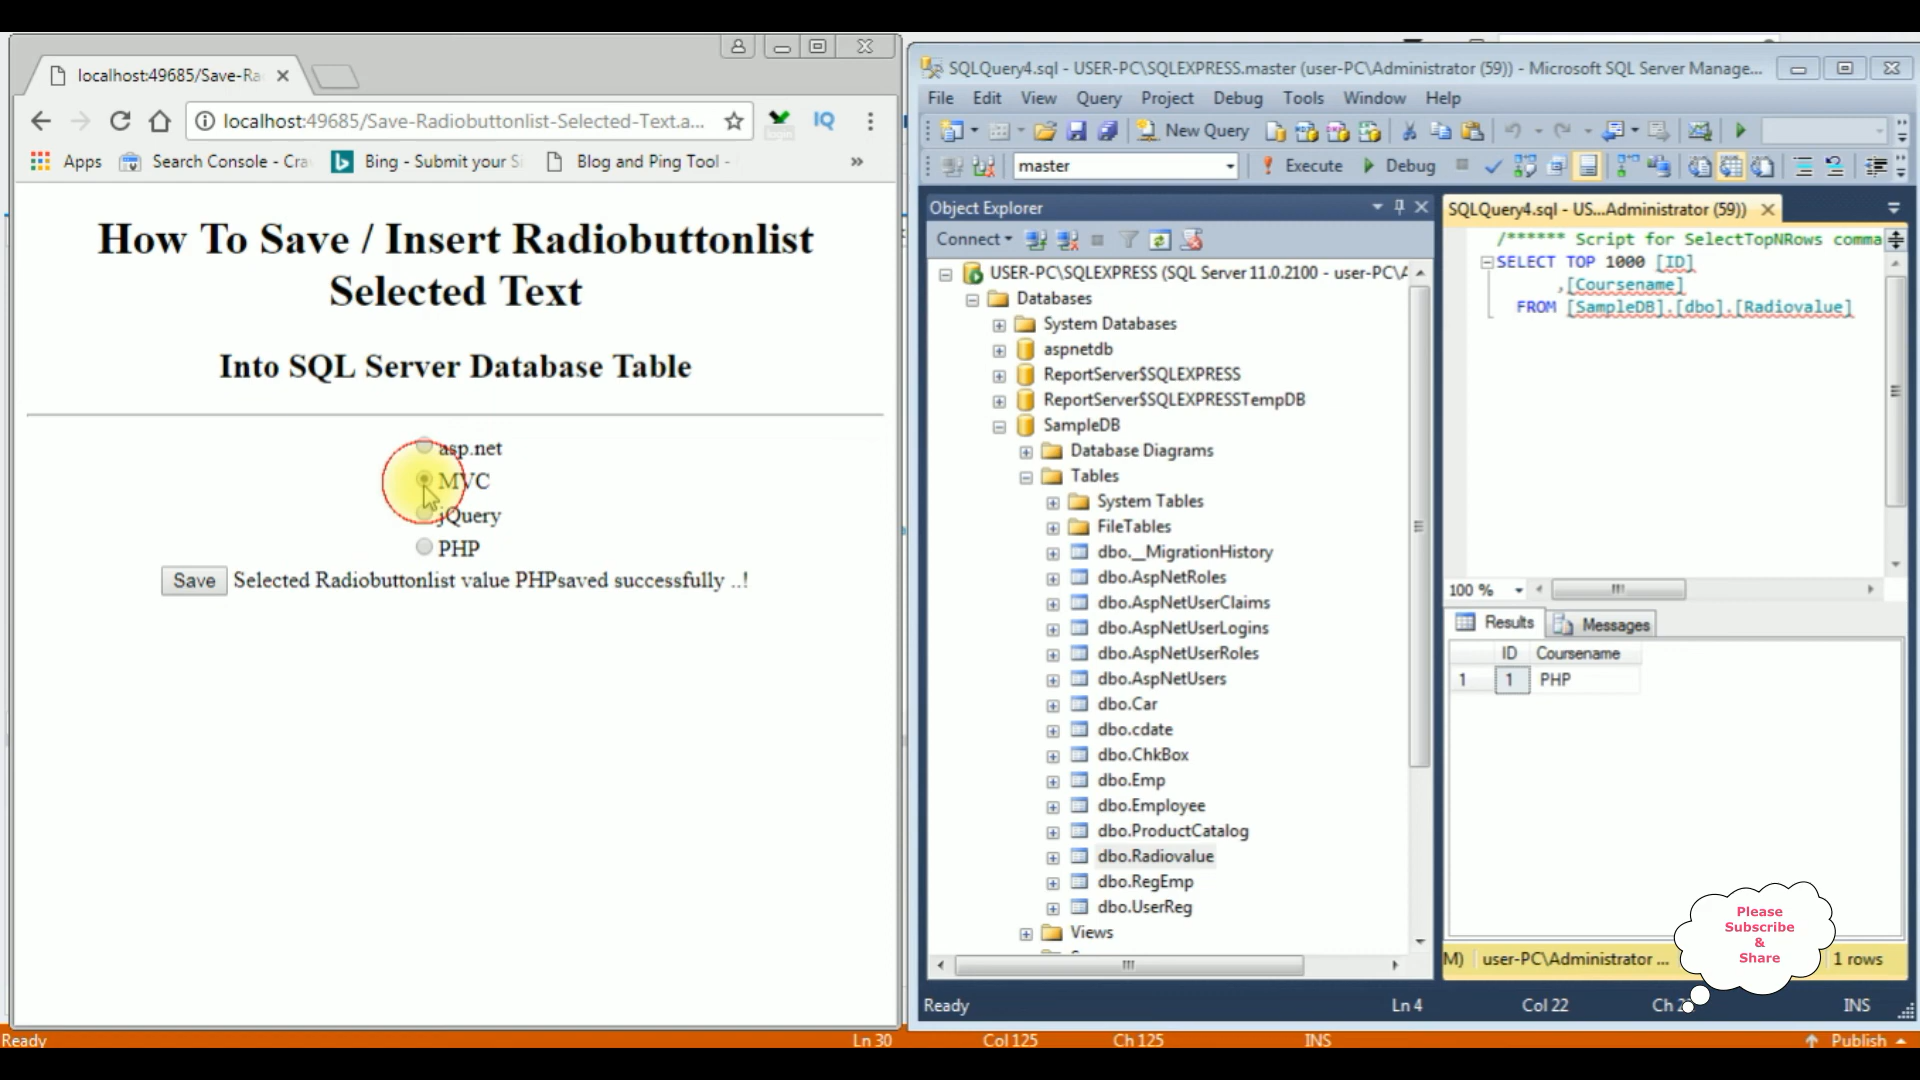 localhost:49685/Save-Ra
localhost:49685/Save-Radiobuttonlist-Selected-Text.a...
IQ
Apps
Search Console - Cra
Bing - Submit your Si
Blog and Ping Tool -
»
How To Save / Insert Radiobuttonlist
Selected Text
Into SQL Server Database Table
asp.net
MVC
jQuery
PHP
Save Selected Radiobuttonlist value PHPsaved successfully ..!
SQLQuery4.sql - USER-PC\SQLEXPRESS.master (user-PC\Administrator (59)) - Microsoft SQL Server Manage...
File Edit View Query Project Debug Tools Window Help
New Query
master
Execute
Debug
Object Explorer
Connect
USER-PC\SQLEXPRESS (SQL Server 11.0.2100 - user-PC\A
Databases
System Databases
aspnetdb
ReportServer$SQLEXPRESS
ReportServer$SQLEXPRESSTempDB
SampleDB
Database Diagrams
Tables
System Tables
FileTables
dbo.__MigrationHistory
dbo.AspNetRoles
dbo.AspNetUserClaims
dbo.AspNetUserLogins
dbo.AspNetUserRoles
dbo.AspNetUsers
dbo.Car
dbo.cdate
dbo.ChkBox
dbo.Emp
dbo.Employee
dbo.ProductCatalog
dbo.Radiovalue
dbo.RegEmp
dbo.UserReg
Views
SQLQuery4.sql - US...Administrator (59))
/****** Script for SelectTopNRows comma
SELECT TOP 1000 [ID]
,[Coursename]
FROM [SampleDB].[dbo].[Radiovalue]
100 %
Results
Messages
ID Coursename
1 1 PHP
M) user-PC\Administrator ... 1 rows
Please
Subscribe
&
Share
Ready Ln 4 Col 22 Ch 2 INS
Ready Ln 30 Col 125 Ch 125 INS Publish